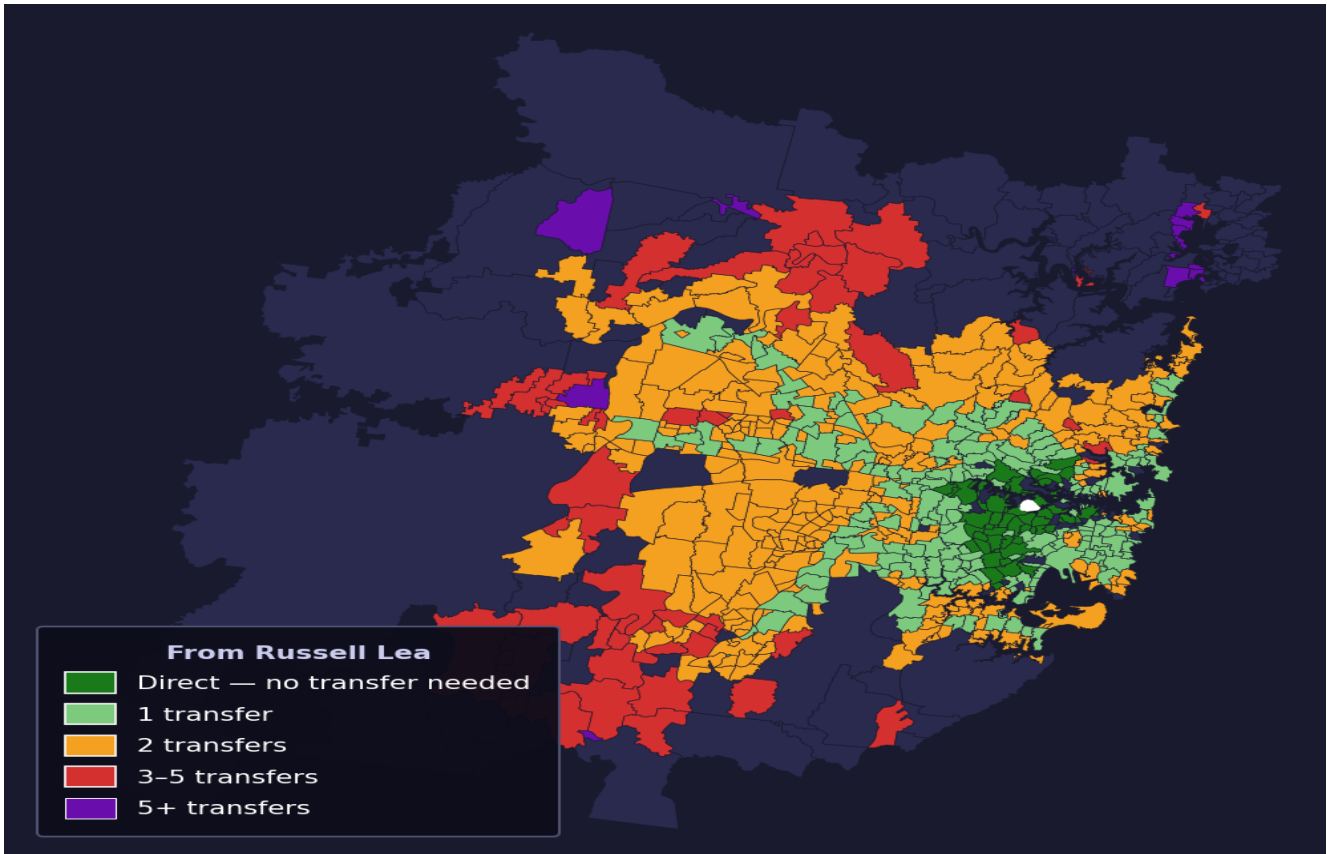 From Russell Lea
Direct — no transfer needed
1 transfer
2 transfers
3–5 transfers
5+ transfers